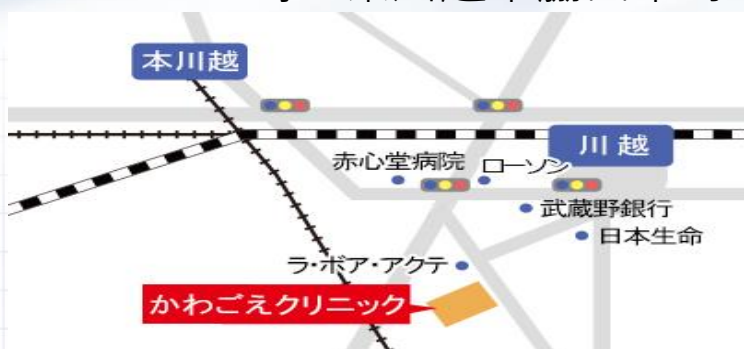 本川越
川越
赤心堂病院
ローソン
武蔵野銀行
日本生命
ラ・ボア・アクテ
かわごえクリニック